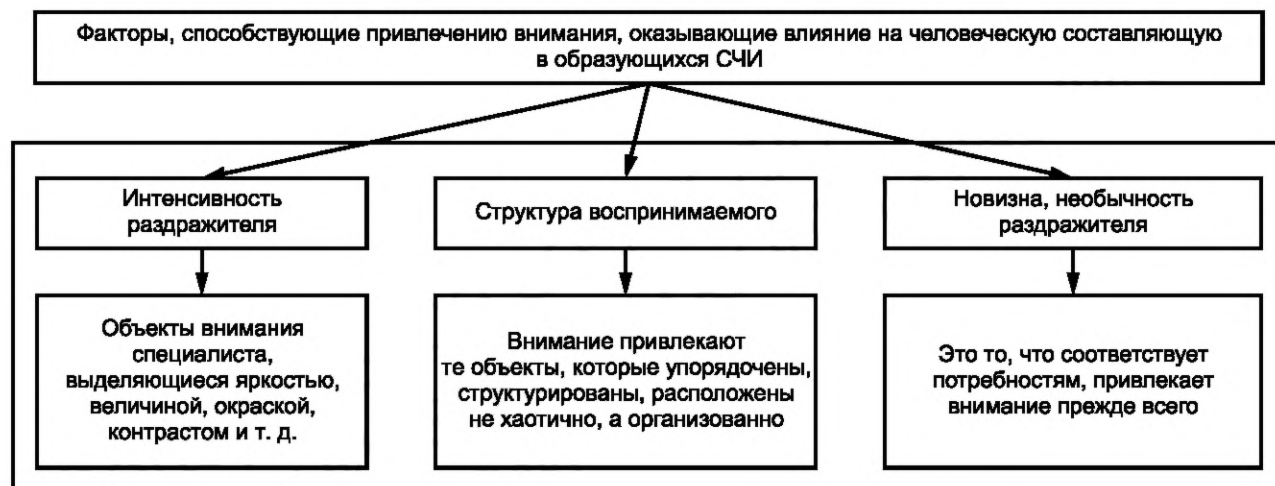 Факторы, способствующие привлечению внимания, оказывающие влияние на человеческую составляющую
в образующихся СЧИ
Интенсивность
раздражителя
Структура воспринимаемого
Новизна, необычность
раздражителя
Объекты внимания
специалиста,
выделяющиеся яркостью,
величиной, окраской,
контрастом и т. д.
Внимание привлекают
те объекты, которые упорядочены,
структурированы, расположены
не хаотично, а организованно
Это то, что соответствует
потребностям, привлекает
внимание прежде всего